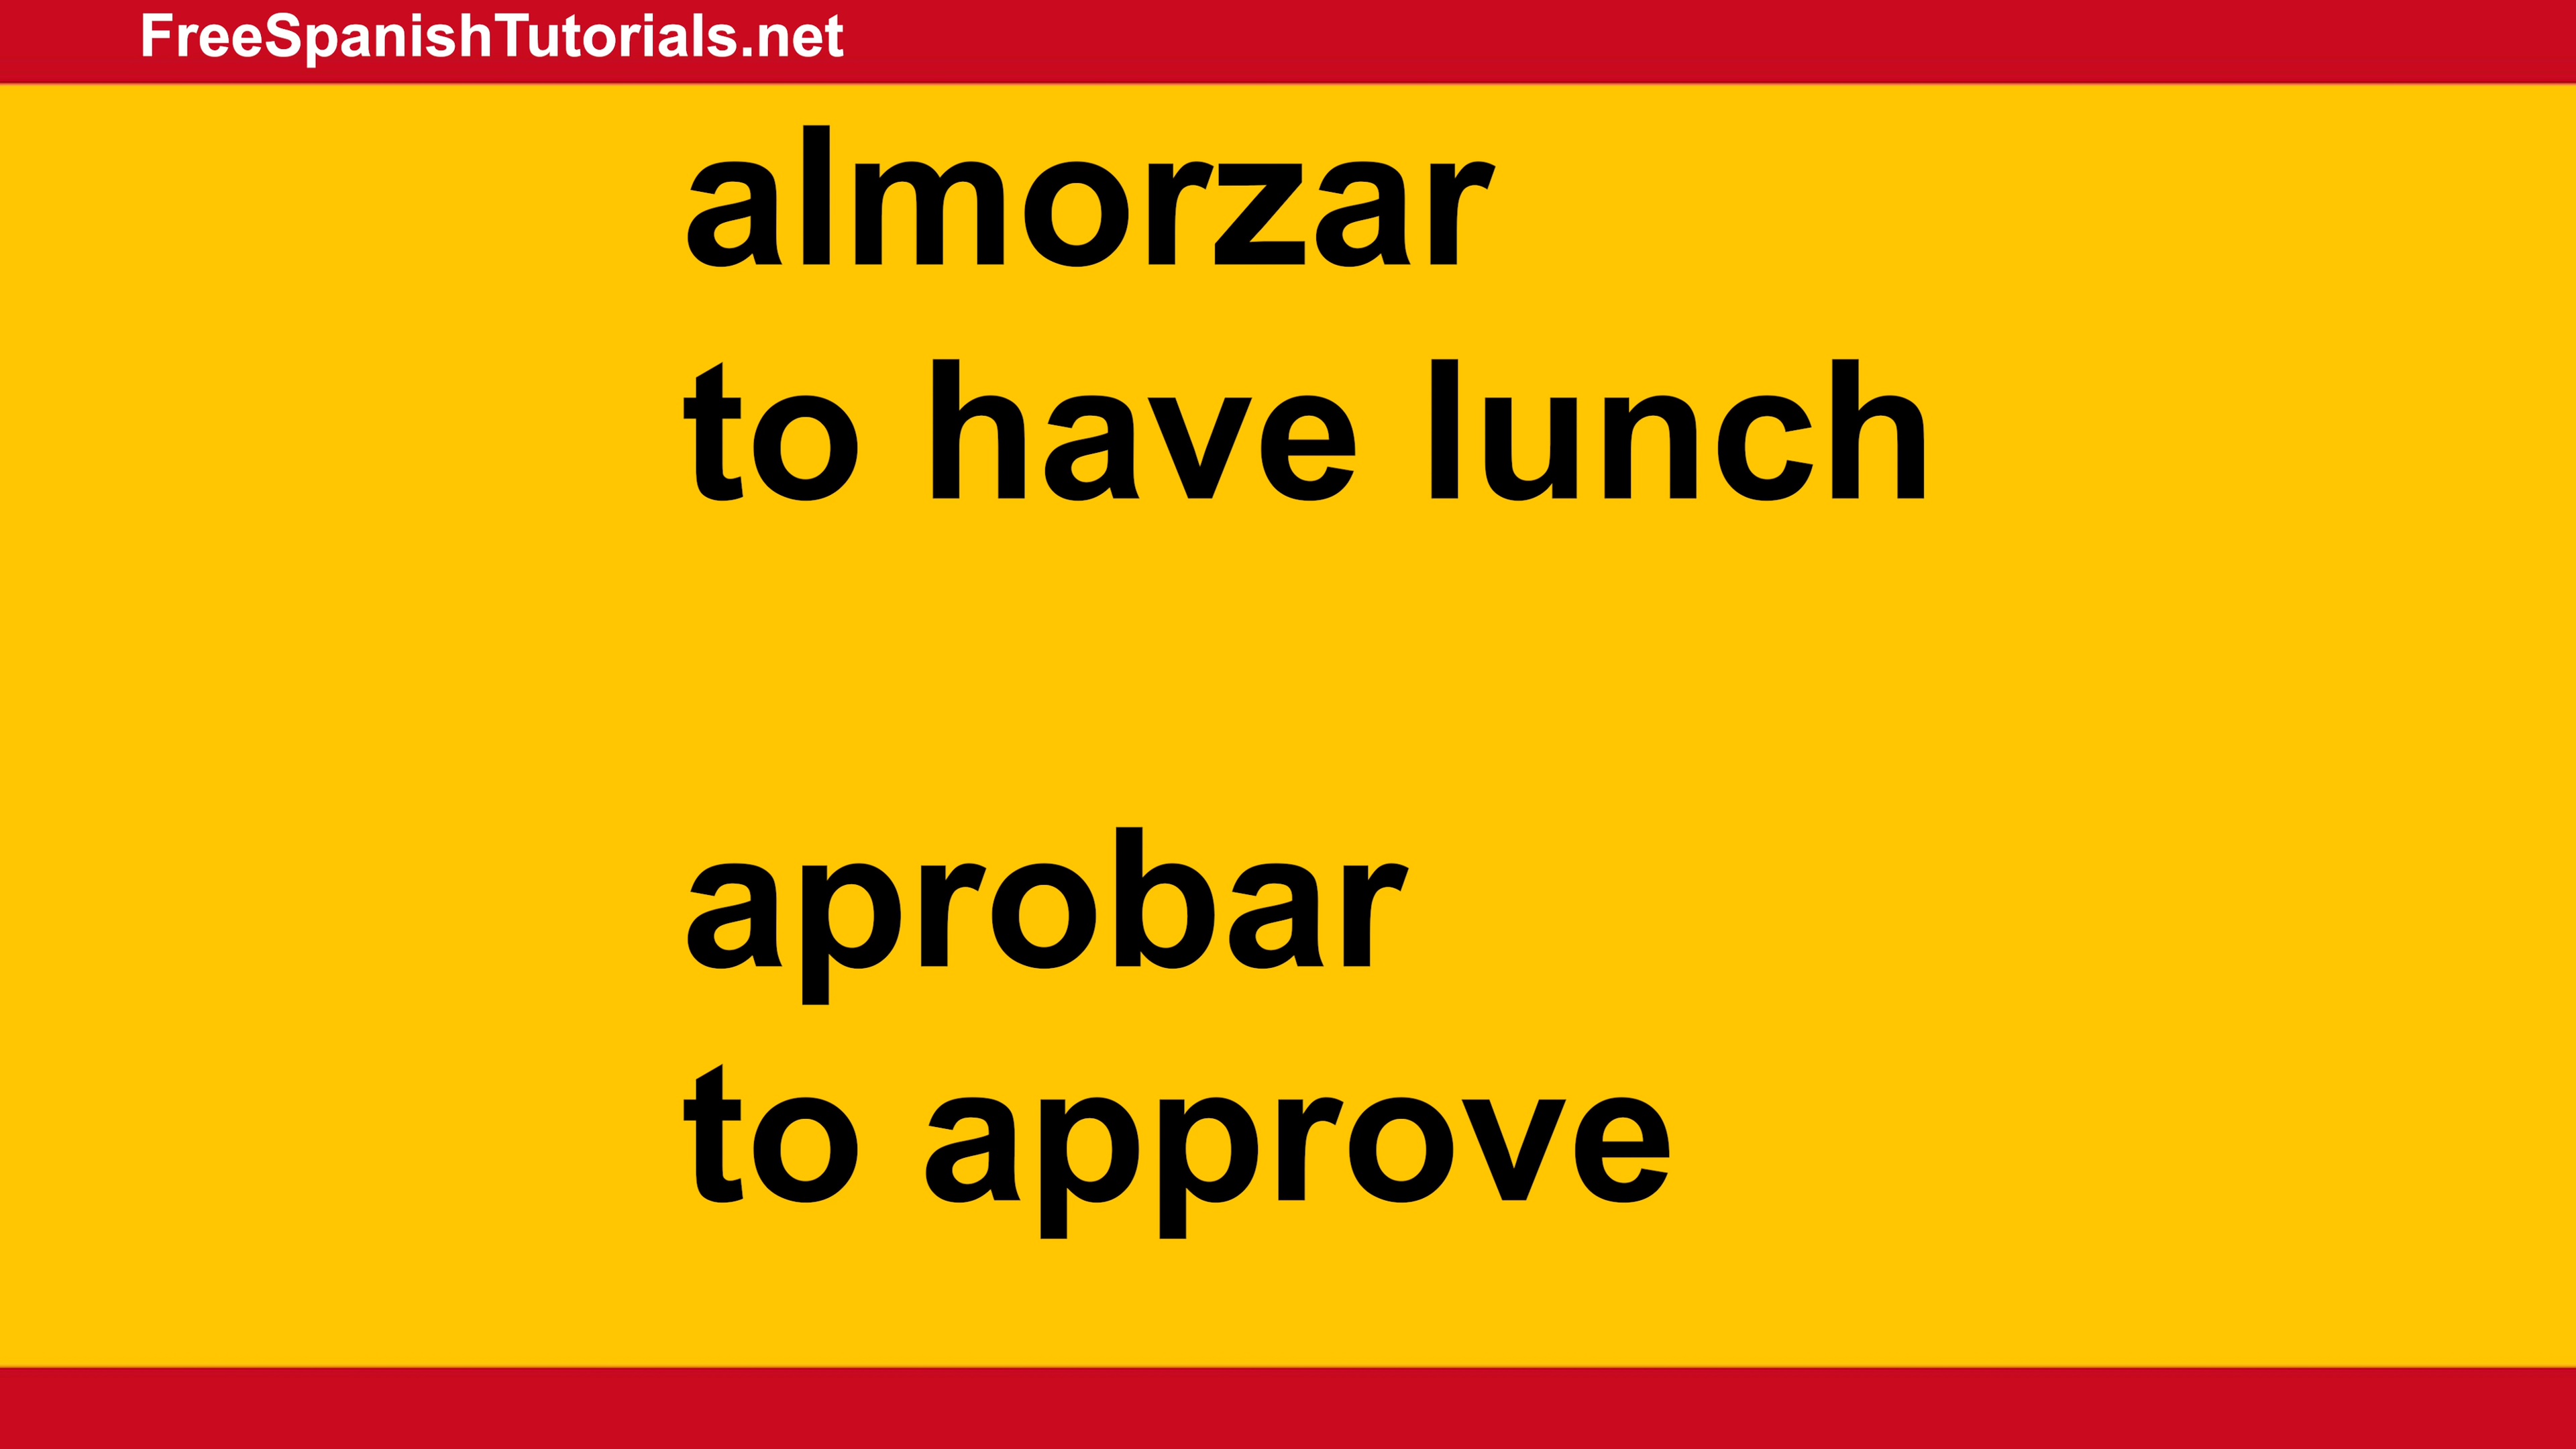 FreeSpanishTutorials.net
almorzar
to have lunch
aprobar
to approve